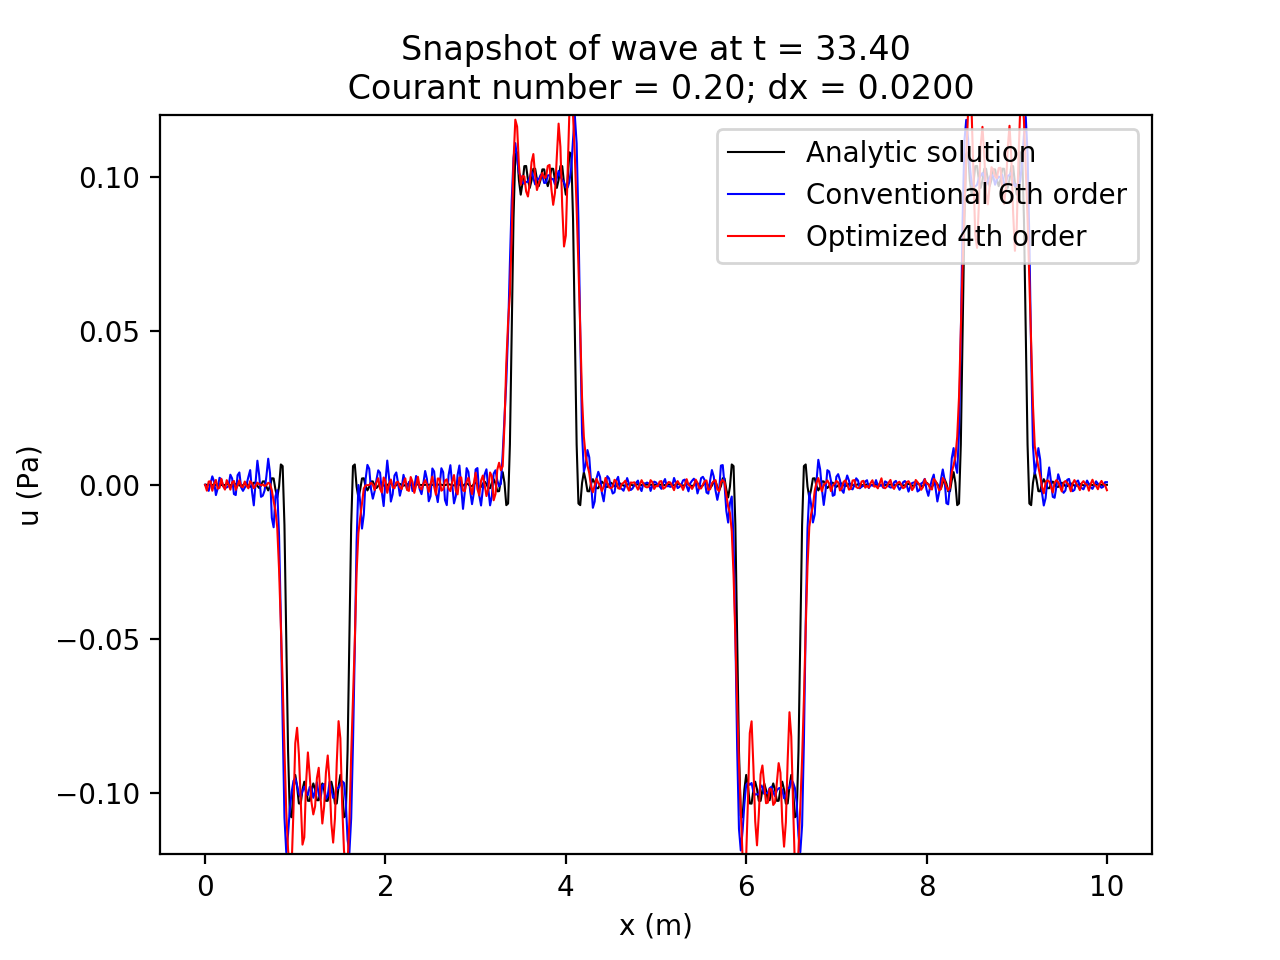 Snapshot of wave at t = 33.40
Courant number = 0.20; dx = 0.0200
Analytic solution
Conventional 6th order
Optimized 4th order
0.10
0.05
0.00
−0.05
−0.10
u (Pa)
0 2 4 6 8 10
x (m)